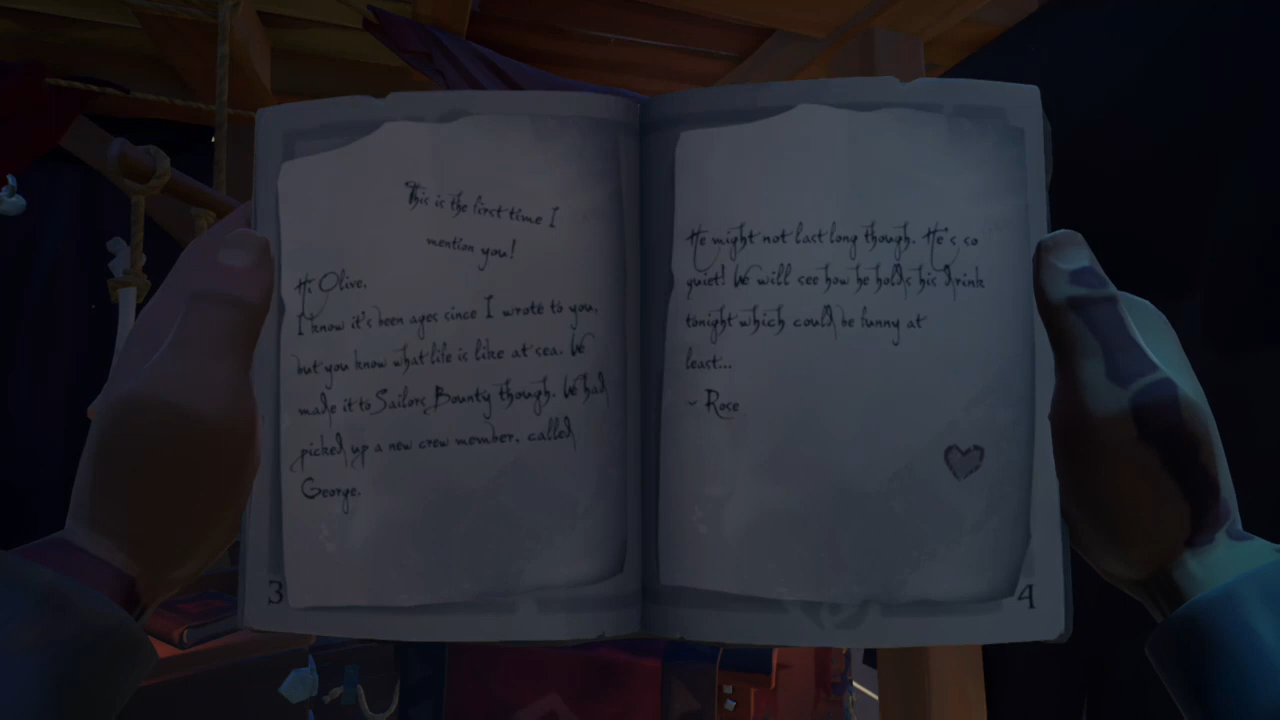 This is the first time I
mention you!
Hi Olive.
I know it's been ages since I wrote to you,
but you know what life is like at sea. We
made it to Sailors Bounty though. We had
picked up a new crew member, called
George.
3
He might not last long though. He's so
quiet! We will see how he holds his drink
tonight which could be funny at
least...
~ Rose
4